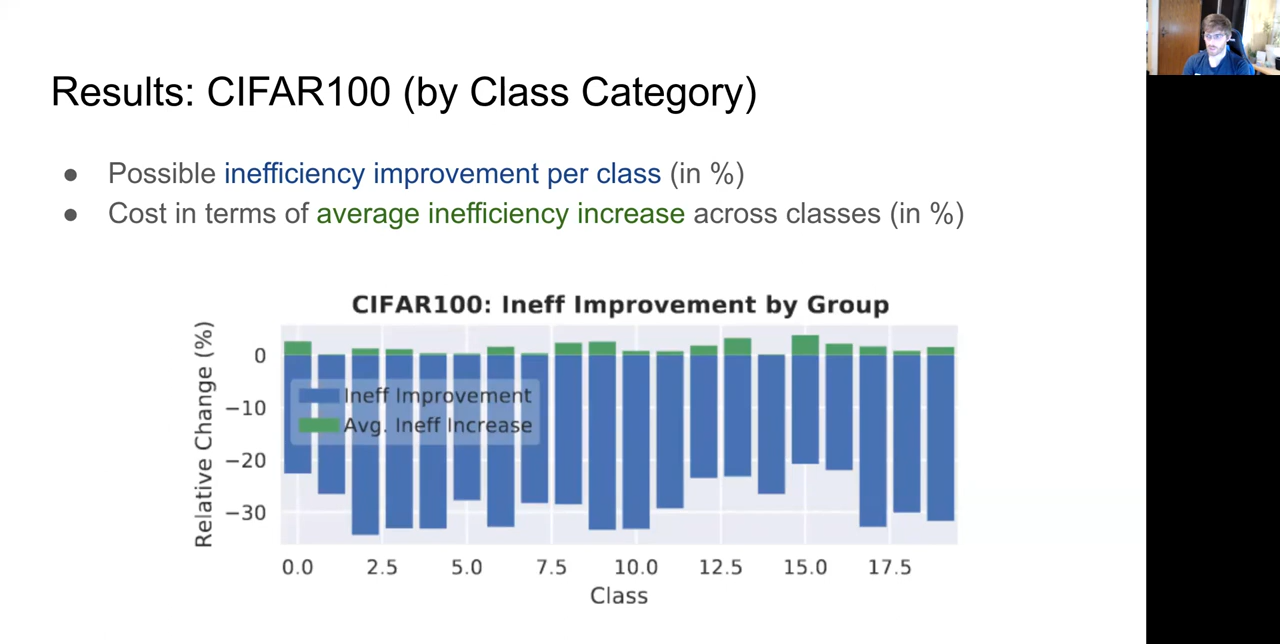 Results: CIFAR100 (by Class Category)
● Possible inefficiency improvement per class (in %)
● Cost in terms of average inefficiency increase across classes (in %)
CIFAR100: Ineff Improvement by Group
Relative Change (%)
0
−10
−20
−30
Ineff Improvement
Avg. Ineff Increase
0.0 2.5 5.0 7.5 10.0 12.5 15.0 17.5
Class